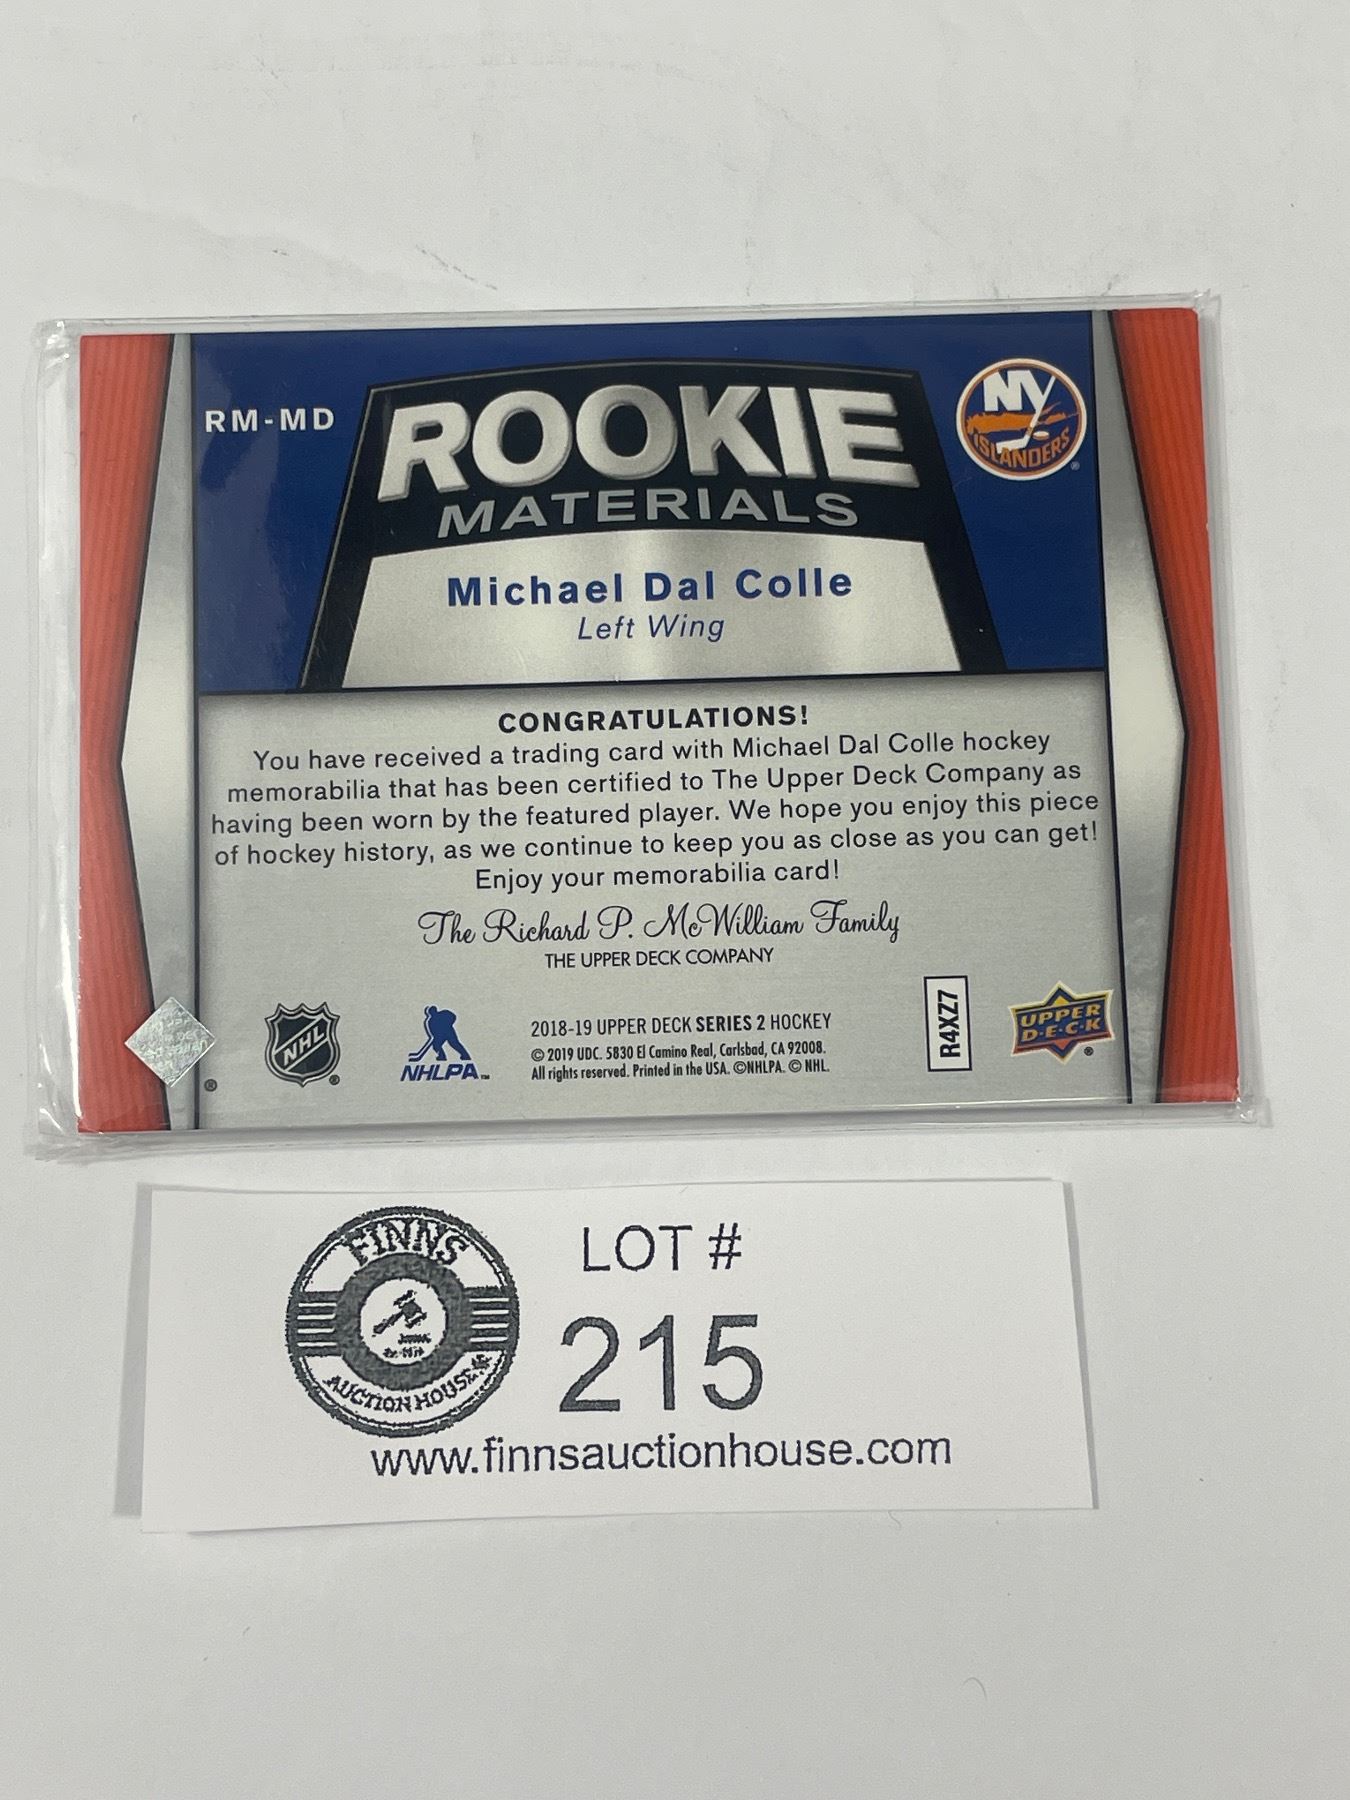 RM-MD
ROOKIE
MATERIALS
NY
ISLANDERS
Michael Dal Colle
Left Wing
CONGRATULATIONS!
You have received a trading card with Michael Dal Colle hockey
memorabilia that has been certified to The Upper Deck Company as
having been worn by the featured player. We hope you enjoy this piece
of hockey history, as we continue to keep you as close as you can get!
Enjoy your memorabilia card!
The Richard P. McWilliam Family
THE UPPER DECK COMPANY
NHL
NHLPA™
2018-19 UPPER DECK SERIES 2 HOCKEY
© 2019 UDC. 5830 El Camino Real, Carlsbad, CA 92008.
All rights reserved. Printed in the USA. ©NHLPA. © NHL.
R4XZ7
UPPER
D·E·C·K
FINNS
AUCTION HOUSE
LOT #
215
www.finnsauctionhouse.com